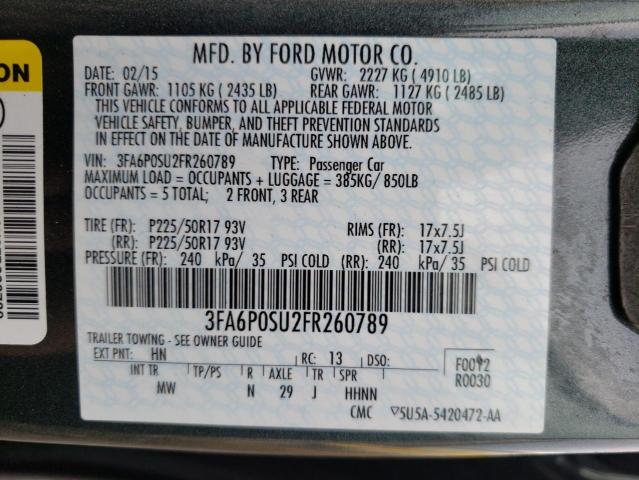 ON
MFD. BY FORD MOTOR CO.
DATE: 02/15 GVWR: 2227 KG ( 4910 LB)
FRONT GAWR: 1105 KG ( 2435 LB) REAR GAWR: 1127 KG ( 2485 LB)
THIS VEHICLE CONFORMS TO ALL APPLICABLE FEDERAL MOTOR
VEHICLE SAFETY, BUMPER, AND THEFT PREVENTION STANDARDS
IN EFFECT ON THE DATE OF MANUFACTURE SHOWN ABOVE.
VIN: 3FA6P0SU2FR260789 TYPE: Passenger Car
MAXIMUM LOAD = OCCUPANTS + LUGGAGE = 385KG/ 850LB
OCCUPANTS = 5 TOTAL; 2 FRONT, 3 REAR
TIRE (FR): P225/50R17 93V RIMS (FR): 17x7.5J
(RR): P225/50R17 93V (RR): 17x7.5J
PRESSURE (FR): 240 kPa/ 35 PSI COLD (RR): 240 kPa/ 35 PSI COLD
3FA6P0SU2FR260789
TRAILER TOWING - SEE OWNER GUIDE
EXT PNT: HN RC: 13 DSO: F0012
INT TR TP/PS R AXLE TR SPR R0030
MW N 29 J HHNN
CMC ▽5U5A-5420472-AA